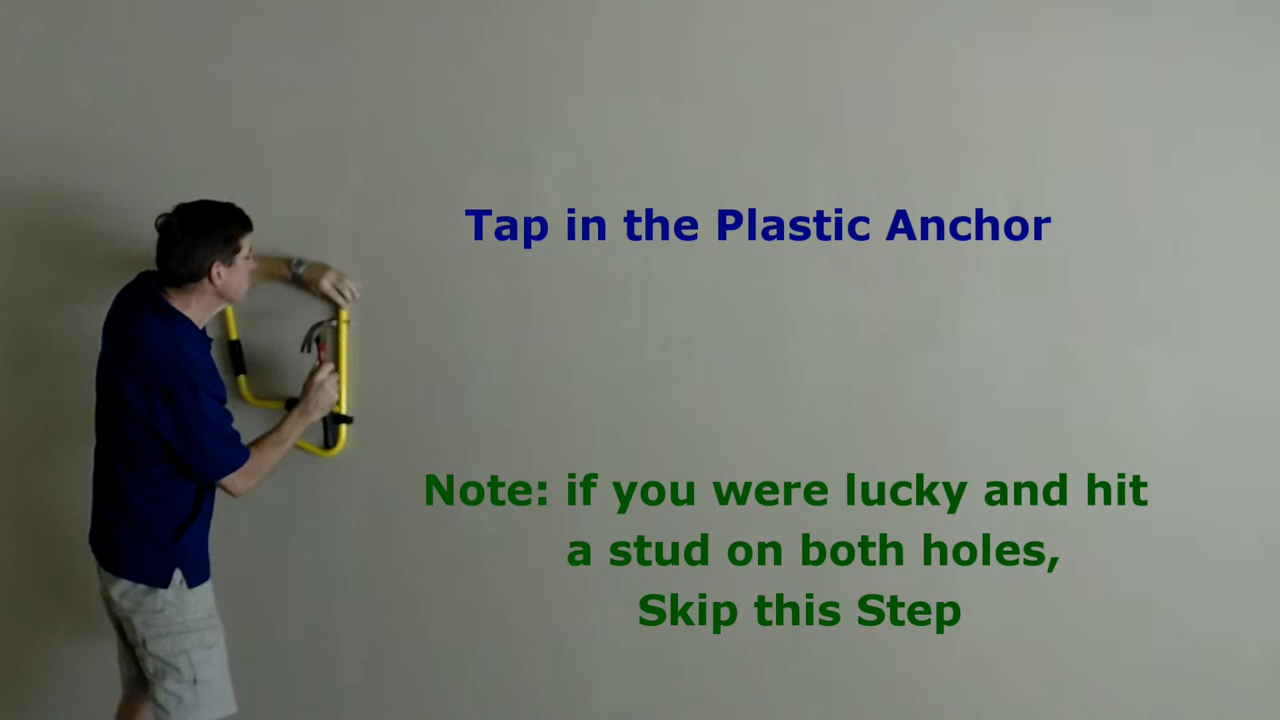 Tap in the Plastic Anchor
Note: if you were lucky and hit
a stud on both holes,
Skip this Step